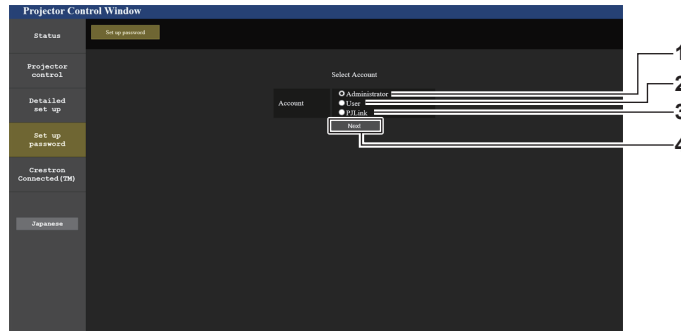 Projector Control Window
Status
Set up password
Projector
control
Select Account
Detailed
set up
Account
Administrator
User
PJLink
Next
Set up
password
Crestron
Connected(TM)
Japanese
1
2
3
4